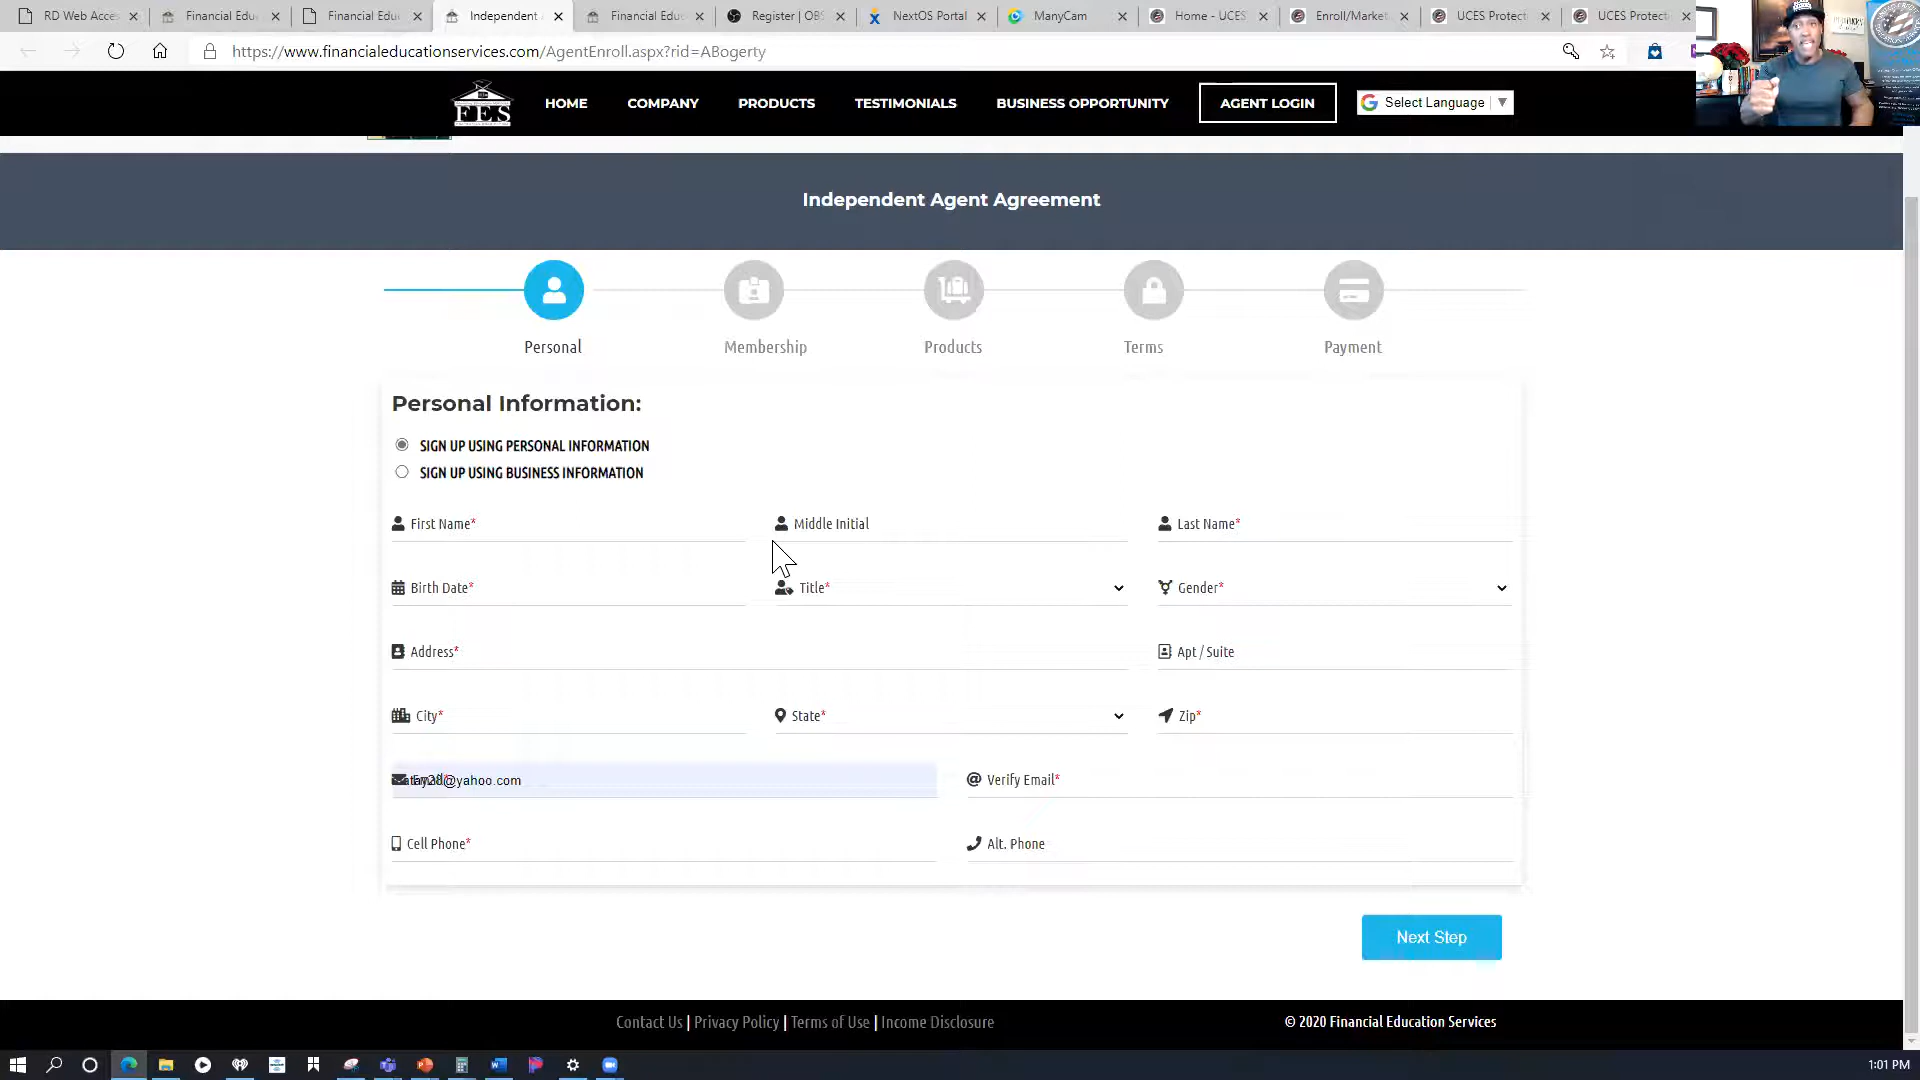 RD Web Acces
Financial Educ
Financial Educ
Independent
Financial Educ
Register | OBS
NextOS Portal
ManyCam
Home - UCES
Enroll/Market
UCES Protect
UCES Protect
https://www.financialeducationservices.com/AgentEnroll.aspx?rid=ABogerty
FES
HOME
COMPANY
PRODUCTS
TESTIMONIALS
BUSINESS OPPORTUNITY
AGENT LOGIN
Select Language
Independent Agent Agreement
Personal
Membership
Products
Terms
Payment
Personal Information:
SIGN UP USING PERSONAL INFORMATION
SIGN UP USING BUSINESS INFORMATION
First Name*
Middle Initial
Last Name*
Birth Date*
Title*
Gender*
Address*
Apt / Suite
City*
State*
Zip*
@yahoo.com
Verify Email*
Cell Phone*
Alt. Phone
Next Step
Contact Us | Privacy Policy | Terms of Use | Income Disclosure
© 2020 Financial Education Services
1:01 PM